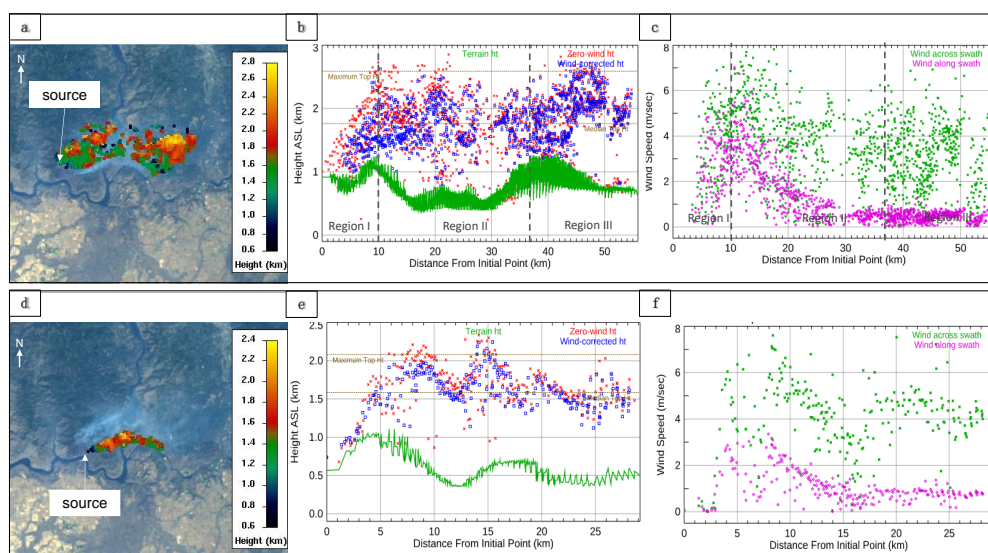 a
N
source
2.8
2.6
2.4
2.2
2.0
1.8
1.6
1.4
1.2
1.0
0.8
0.6
Height (km)
b
Terrain ht
Zero-wind ht
Wind-corrected ht
Maximum Top Ht
Median Top Ht
Region I
Region II
Region III
3
2
1
0
Height ASL (km)
0 10 20 30 40 50
Distance From Initial Point (km)
c
Wind across swath
Wind along swath
Region I
Region II
Region III
8
6
4
2
0
Wind Speed (m/sec)
0 10 20 30 40 50
Distance From Initial Point (km)
d
N
source
2.4
2.2
2.0
1.8
1.6
1.4
1.2
1.0
0.8
0.6
Height (km)
e
Terrain ht
Zero-wind ht
Wind-corrected ht
Maximum Top Ht
2.5
2.0
1.5
1.0
0.5
0.0
Height ASL (km)
0 5 10 15 20 25
Distance From Initial Point (km)
f
Wind across swath
Wind along swath
8
6
4
2
0
Wind Speed (m/sec)
0 5 10 15 20 25
Distance From Initial Point (km)